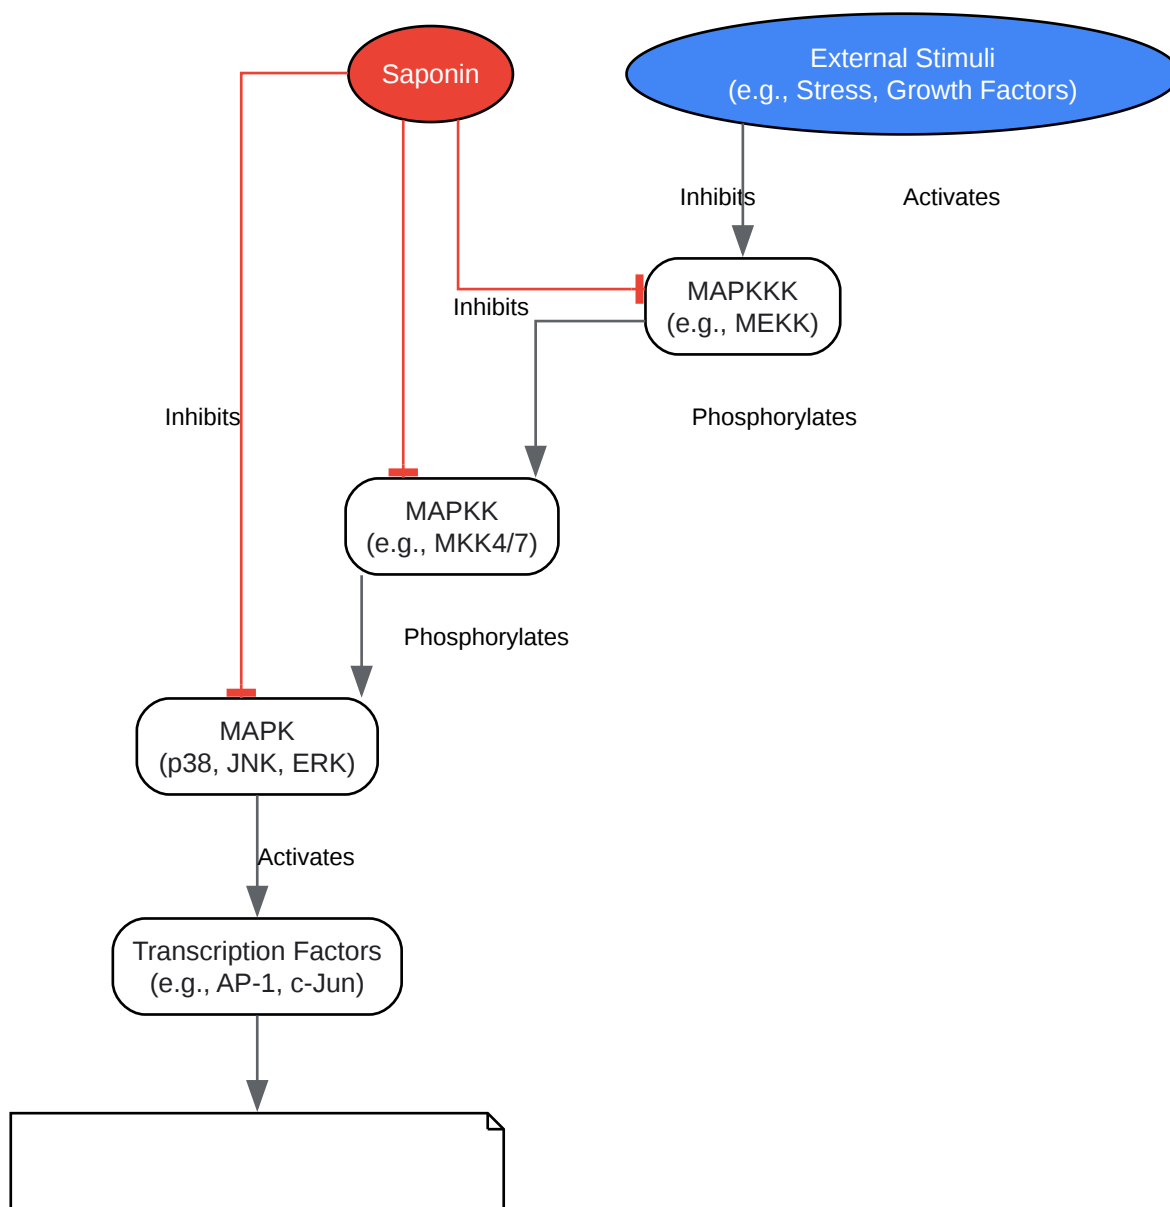 Saponin
External Stimuli
(e.g., Stress, Growth Factors)
Inhibits
Activates
MAPKKK
(e.g., MEKK)
Inhibits
Inhibits
Phosphorylates
MAPKK
(e.g., MKK4/7)
Phosphorylates
MAPK
(p38, JNK, ERK)
Activates
Transcription Factors
(e.g., AP-1, c-Jun)